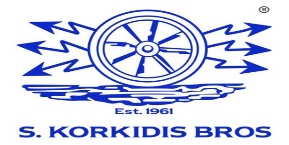 ®
Est. 1961
S. KORKIDIS BROS